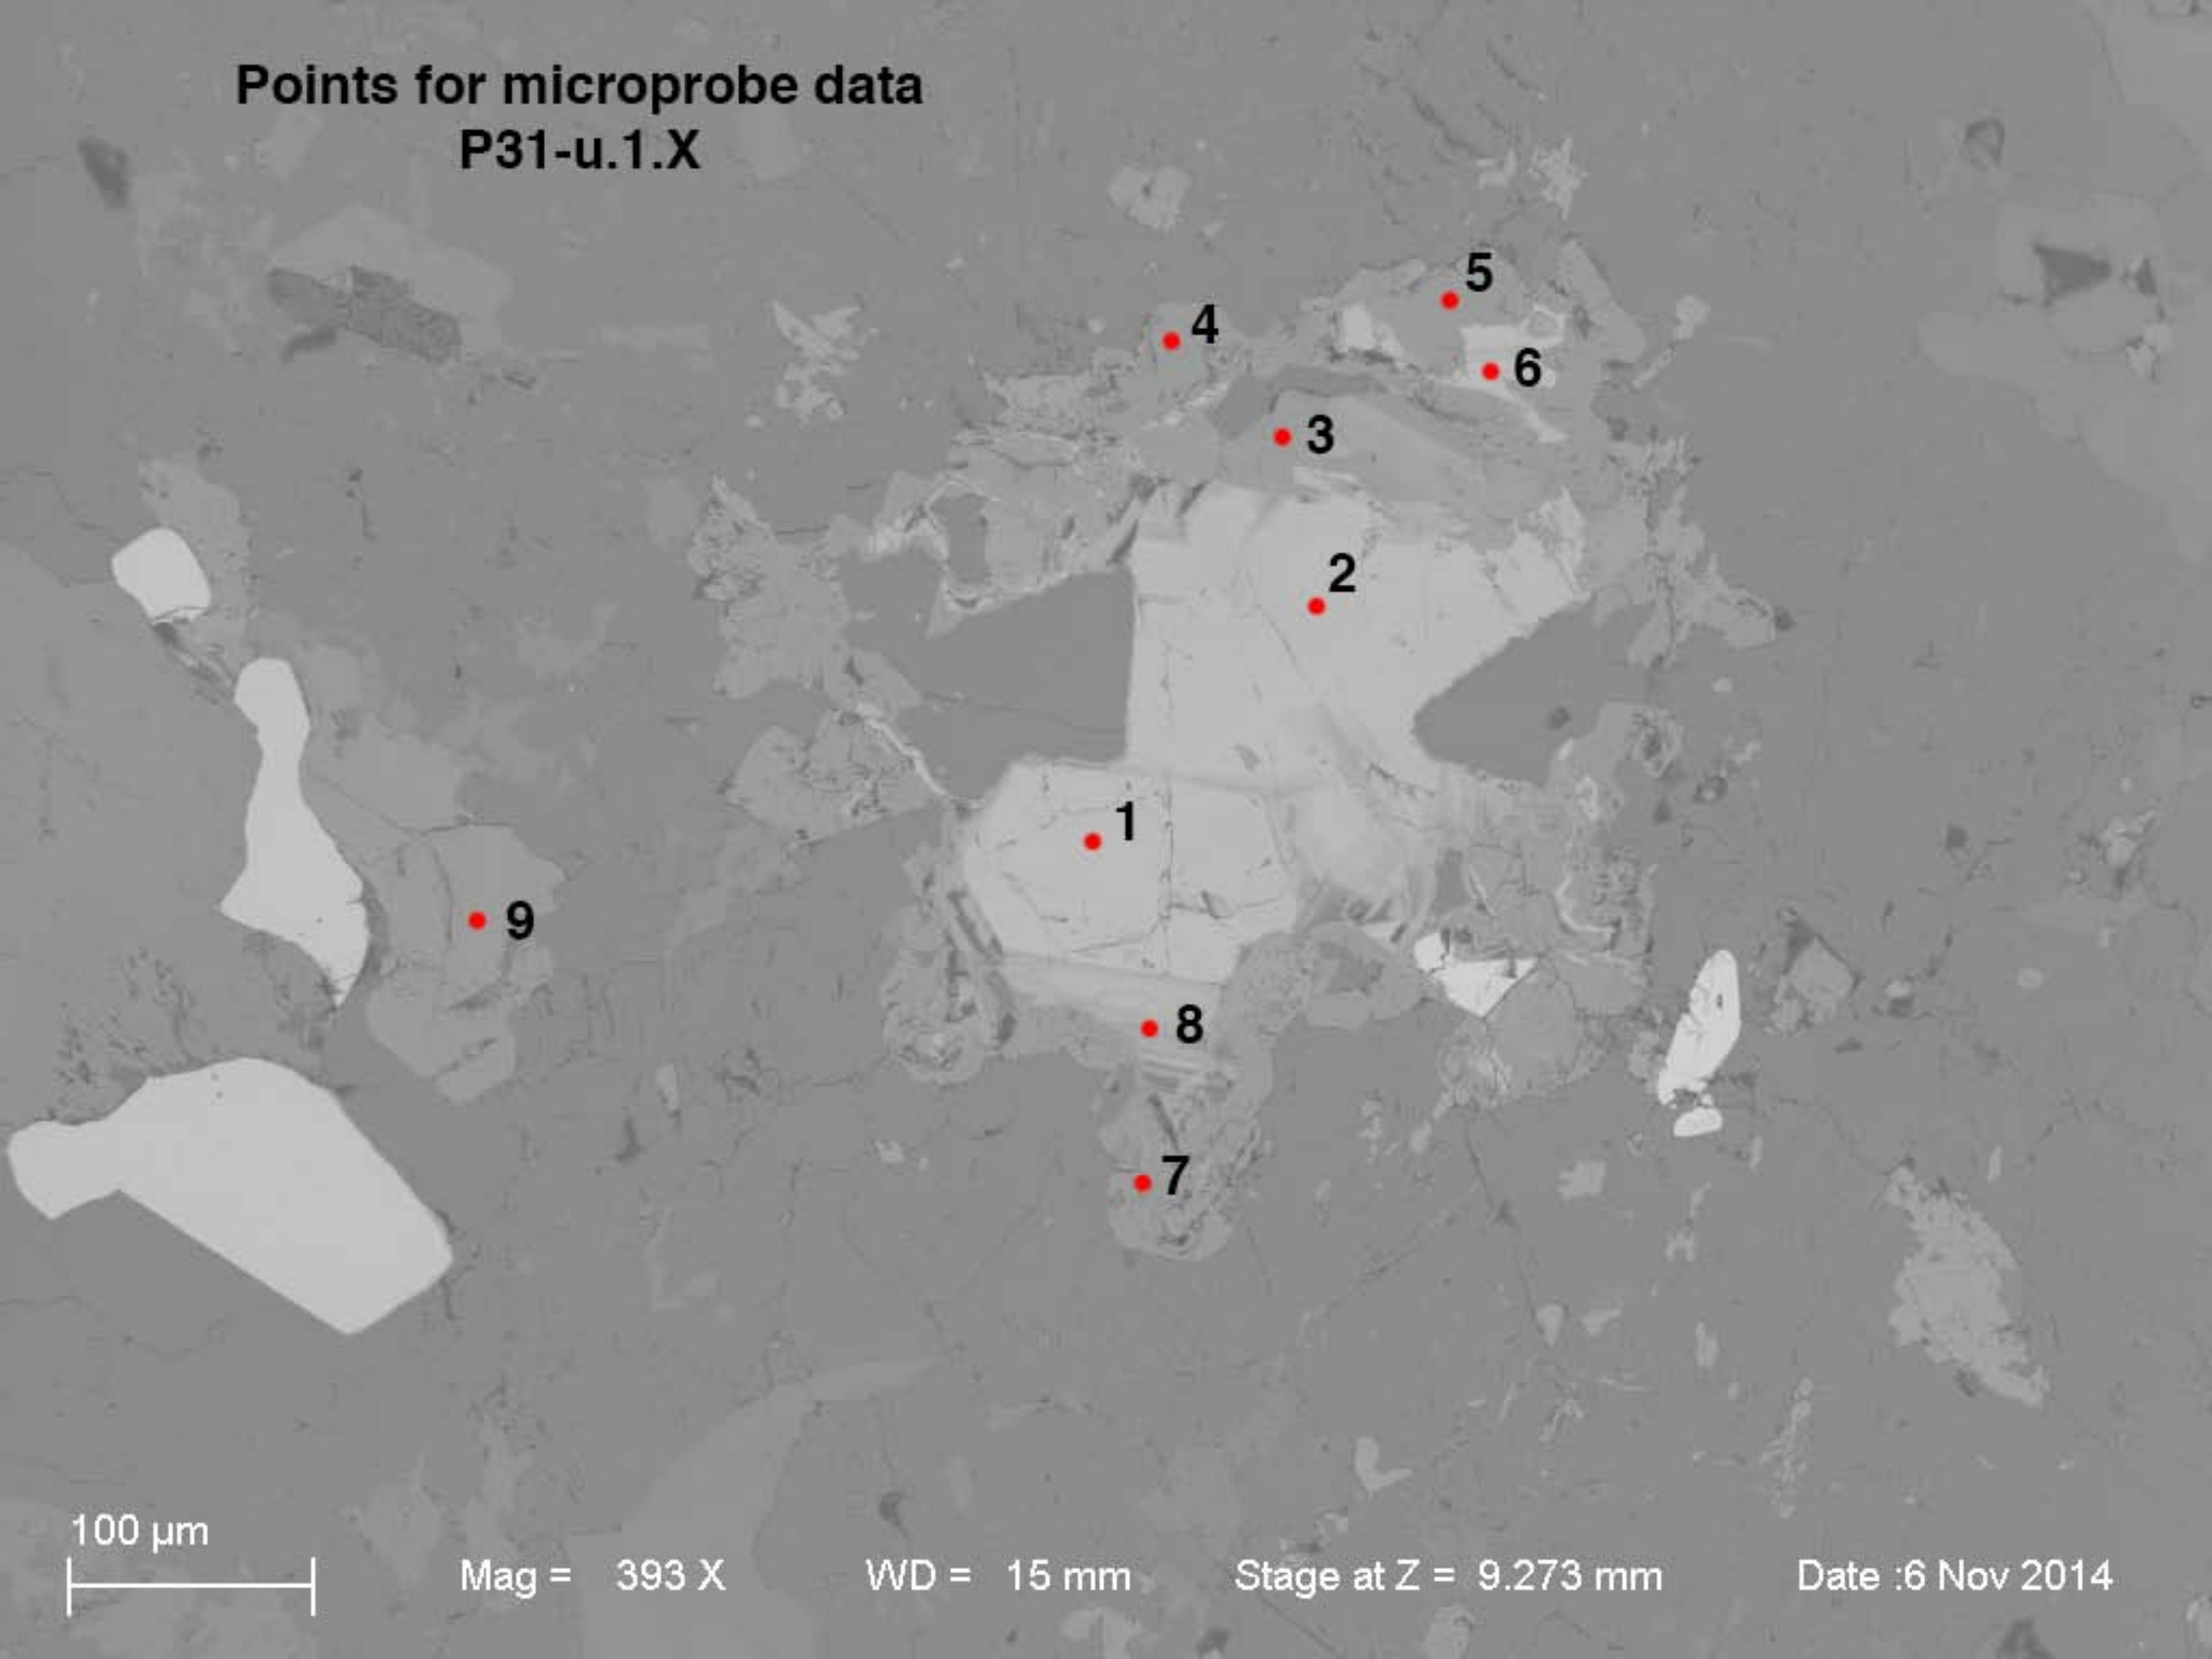 Points for microprobe data
P31-u.1.X
5
4
6
3
2
1
9
8
7
100 µm
Mag = 393 X WD = 15 mm Stage at Z = 9.273 mm Date :6 Nov 2014